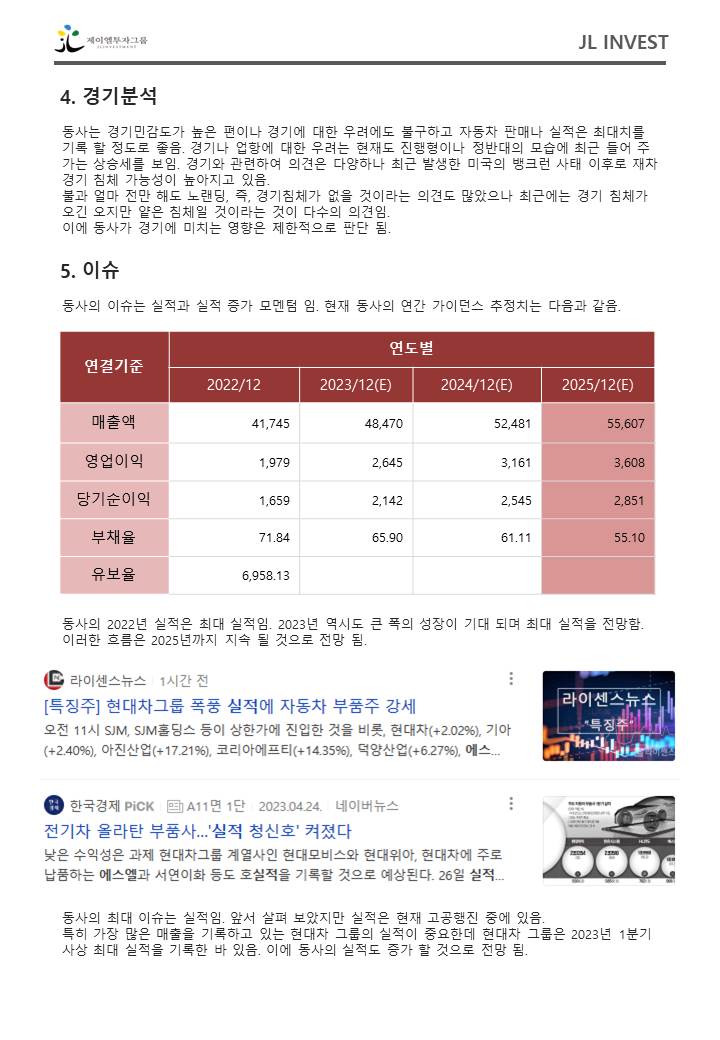 제이엘투자그룹
JLINVESTMENT
JL INVEST
4. 경기분석
동사는 경기민감도가 높은 편이나 경기에 대한 우려에도 불구하고 자동차 판매나 실적은 최대치를
기록 할 정도로 좋음. 경기나 업황에 대한 우려는 현재도 진행형이나 정반대의 모습에 최근 들어 주
가는 상승세를 보임. 경기와 관련하여 의견은 다양하나 최근 발생한 미국의 뱅크런 사태 이후로 재차
경기 침체 가능성이 높아지고 있음.
불과 얼마 전만 해도 노랜딩, 즉, 경기침체가 없을 것이라는 의견도 많았으나 최근에는 경기 침체가
오긴 오지만 얕은 침체일 것이라는 것이 다수의 의견임.
이에 동사가 경기에 미치는 영향은 제한적으로 판단 됨.
5. 이슈
동사의 이슈는 실적과 실적 증가 모멘텀 임. 현재 동사의 연간 가이던스 추정치는 다음과 같음.
연결기준 연도별
2022/12 2023/12(E) 2024/12(E) 2025/12(E)
매출액 41,745 48,470 52,481 55,607
영업이익 1,979 2,645 3,161 3,608
당기순이익 1,659 2,142 2,545 2,851
부채율 71.84 65.90 61.11 55.10
유보율 6,958.13
동사의 2022년 실적은 최대 실적임. 2023년 역시도 큰 폭의 성장이 기대 되며 최대 실적을 전망함.
이러한 흐름은 2025년까지 지속 될 것으로 전망 됨.
라이센스뉴스 1시간 전
[특징주] 현대차그룹 폭풍 실적에 자동차 부품주 강세
오전 11시 SJM, SJM홀딩스 등이 상한가에 진입한 것을 비롯, 현대차(+2.02%), 기아
(+2.40%), 아진산업(+17.21%), 코리아에프티(+14.35%), 덕양산업(+6.27%), 에스...
라이센스뉴스
"특징주"
라이센스뉴스
한국경제
한국경제 PiCK A11면 1단 2023.04.24. 네이버뉴스
전기차 올라탄 부품사...'실적 청신호' 켜졌다
낮은 수익성은 과제 현대차그룹 계열사인 현대모비스와 현대위아, 현대차에 주로
납품하는 에스엘과 서연이화 등도 호실적을 기록할 것으로 예상된다. 26일 실적...
동사의 최대 이슈는 실적임. 앞서 살펴 보았지만 실적은 현재 고공행진 중에 있음.
특히 가장 많은 매출을 기록하고 있는 현대차 그룹의 실적이 중요한데 현대차 그룹은 2023년 1분기
사상 최대 실적을 기록한 바 있음. 이에 동사의 실적도 증가 할 것으로 전망 됨.